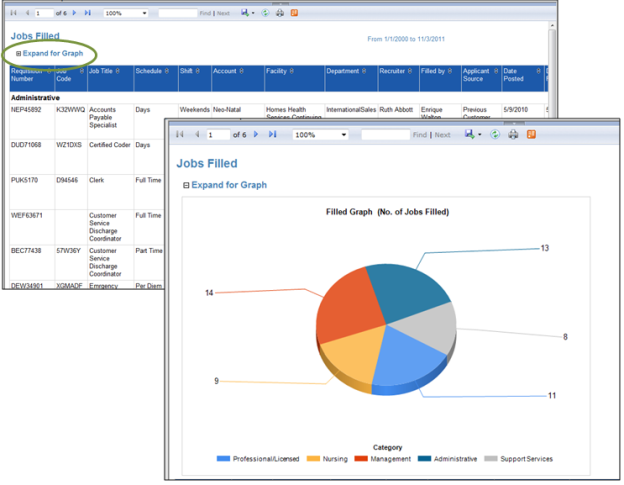 1 of 6 100% Find | Next
Jobs Filled
From 1/1/2000 to 11/3/2011
Expand for Graph
Requisition Number Job Code Job Title Schedule Shift Account Facility Department Recruiter Filled by Applicant Source Date Posted
Administrative
NEP45892 K32WWQ Accounts Payable Specialist Days Weekends Neo-Natal Homes Health Services Continuing InternationalSales Ruth Abbott Enrique Walton Previous Customer 5/9/2010
DUD71068 WZ1DXS Certified Coder Days
PUK5170 D94546 Clerk Full Time
WEF63671 Customer Service Discharge Coordinator Full Time
BEC77438 57W36Y Customer Service Discharge Coordinator Part Time
DEW34901 XGMADF Emrgency Per Diem
1 of 6 100% Find | Next
Jobs Filled
Expand for Graph
Filled Graph (No. of Jobs Filled)
13
14
8
9
11
Category
Professional/Licensed Nursing Management Administrative Support Services